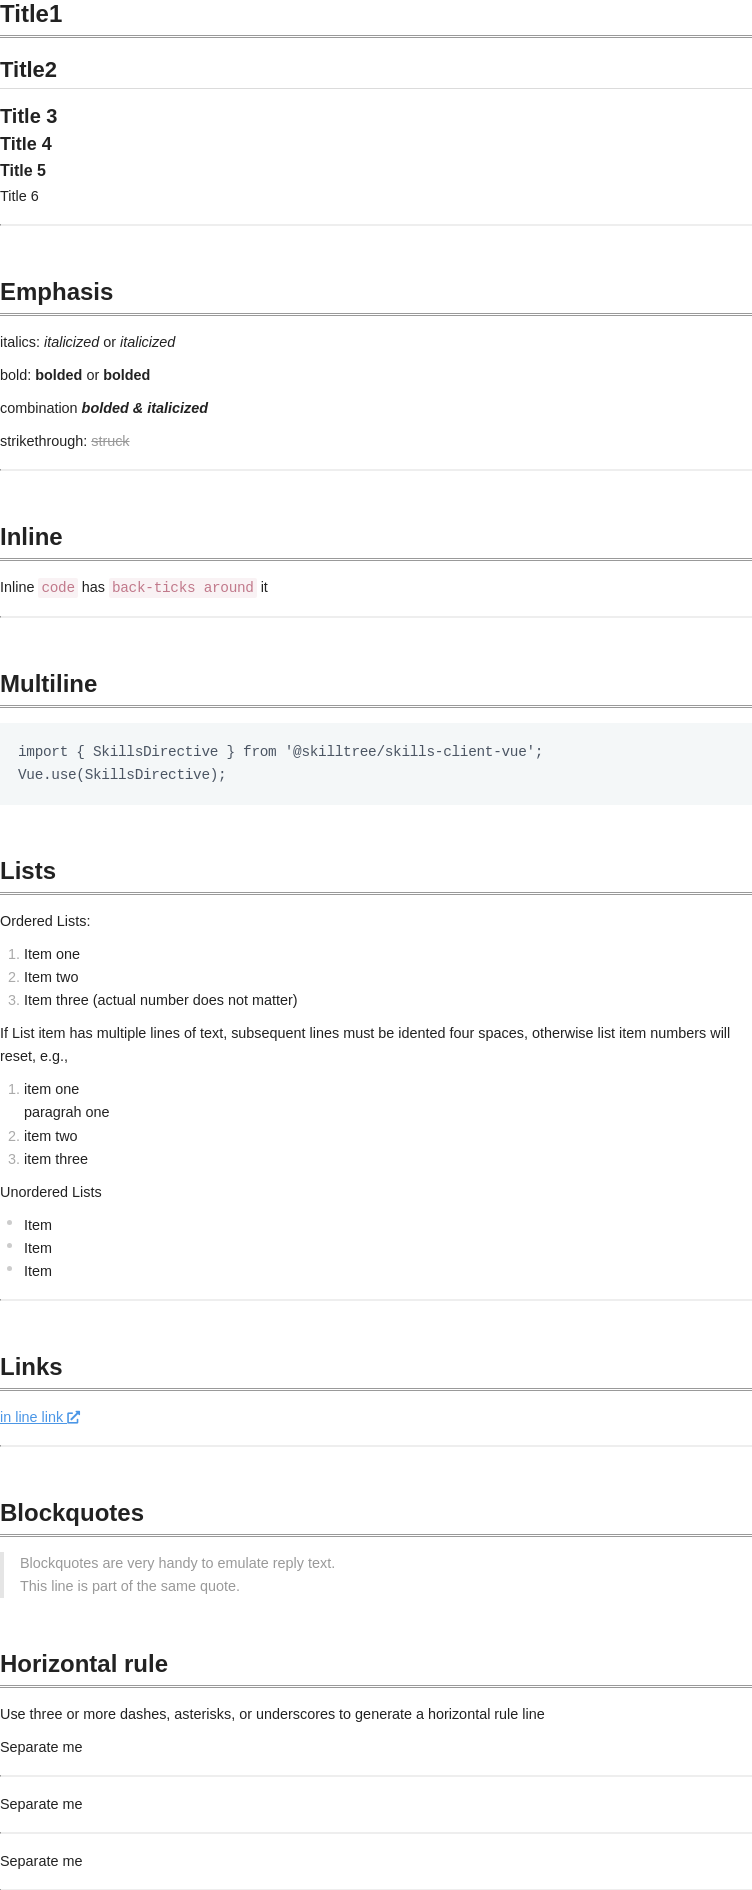 Title1
Title2
Title 3
Title 4
Title 5
Title 6
Emphasis
italics: italicized or italicized
bold: bolded or bolded
combination bolded & italicized
strikethrough: struck
Inline
Inline code has back-ticks around it
Multiline
import { SkillsDirective } from '@skilltree/skills-client-vue';
Vue.use(SkillsDirective);
Lists
Ordered Lists:
1. Item one
2. Item two
3. Item three (actual number does not matter)
If List item has multiple lines of text, subsequent lines must be idented four spaces, otherwise list item numbers will
reset, e.g.,
1. item one
paragrah one
2. item two
3. item three
Unordered Lists
• Item
• Item
• Item
Links
in line link
Blockquotes
Blockquotes are very handy to emulate reply text.
This line is part of the same quote.
Horizontal rule
Use three or more dashes, asterisks, or underscores to generate a horizontal rule line
Separate me
Separate me
Separate me